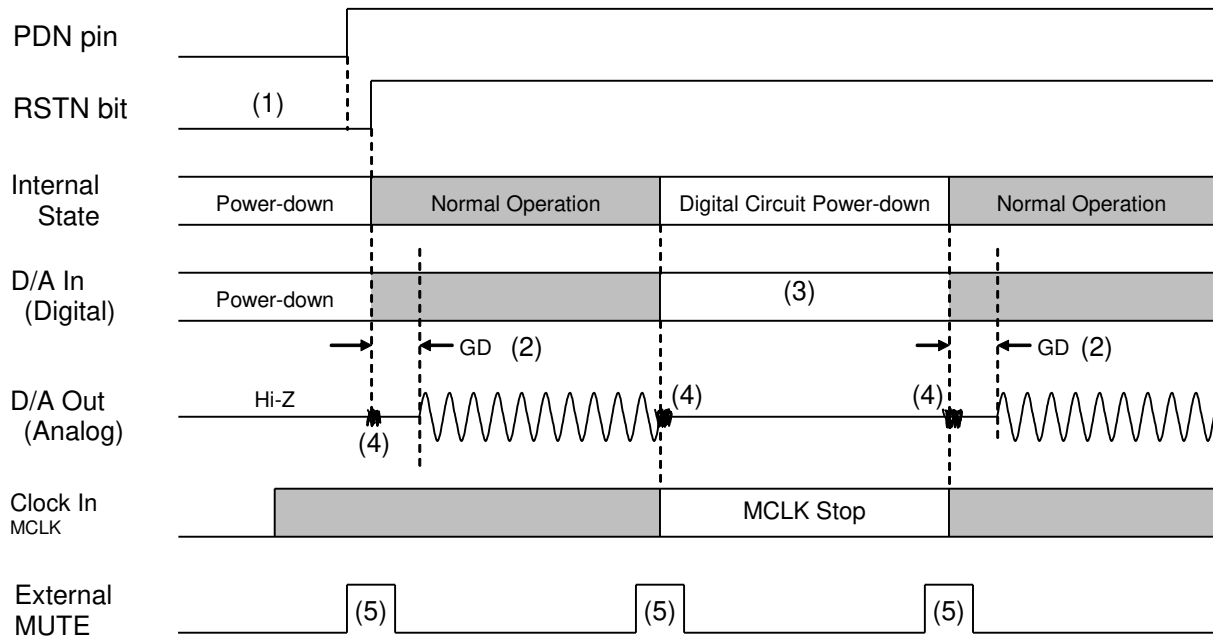 PDN pin
RSTN bit
(1)
Internal
State
Power-down
Normal Operation
Digital Circuit Power-down
Normal Operation
D/A In
(Digital)
Power-down
(3)
GD (2)
GD (2)
D/A Out
(Analog)
Hi-Z
(4)
(4)
(4)
Clock In
MCLK
MCLK Stop
External
MUTE
(5)
(5)
(5)